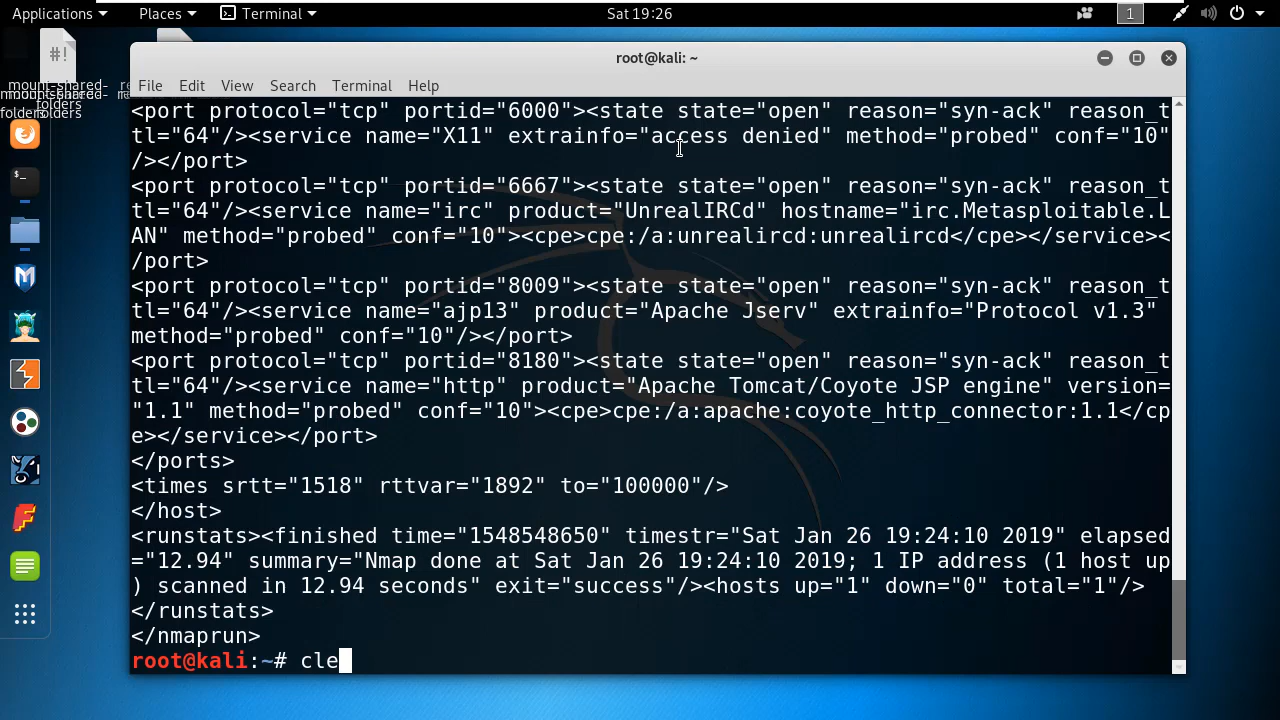 Applications Places Terminal Sat 19:26 1
root@kali: ~
#!
File Edit View Search Terminal Help
mount-shared-
folders
<port protocol="tcp" portid="6000"><state state="open" reason="syn-ack" reason_t
tl="64"/><service name="X11" extrainfo="access denied" method="probed" conf="10"
/></port>
<port protocol="tcp" portid="6667"><state state="open" reason="syn-ack" reason_t
tl="64"/><service name="irc" product="UnrealIRCd" hostname="irc.Metasploitable.L
AN" method="probed" conf="10"><cpe>cpe:/a:unrealircd:unrealircd</cpe></service><
/port>
<port protocol="tcp" portid="8009"><state state="open" reason="syn-ack" reason_t
tl="64"/><service name="ajp13" product="Apache Jserv" extrainfo="Protocol v1.3"
method="probed" conf="10"/></port>
<port protocol="tcp" portid="8180"><state state="open" reason="syn-ack" reason_t
tl="64"/><service name="http" product="Apache Tomcat/Coyote JSP engine" version=
"1.1" method="probed" conf="10"><cpe>cpe:/a:apache:coyote_http_connector:1.1</cp
e></service></port>
</ports>
<times srtt="1518" rttvar="1892" to="100000"/>
</host>
<runstats><finished time="1548548650" timestr="Sat Jan 26 19:24:10 2019" elapsed
="12.94" summary="Nmap done at Sat Jan 26 19:24:10 2019; 1 IP address (1 host up
) scanned in 12.94 seconds" exit="success"/><hosts up="1" down="0" total="1"/>
</runstats>
</nmaprun>
root@kali:~# cle